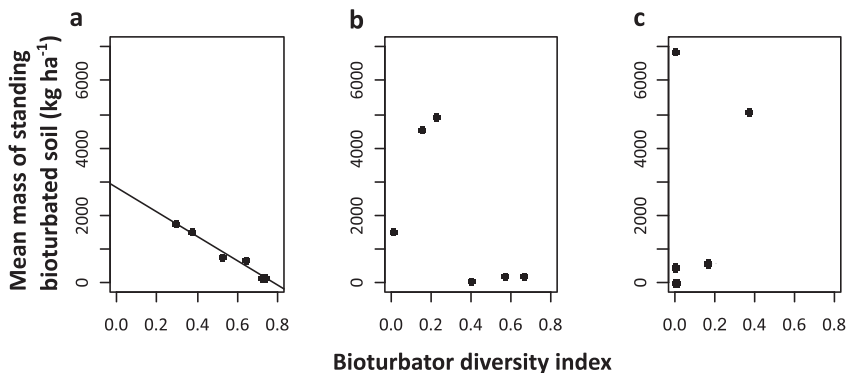 a
b
c
Mean mass of standing
bioturbated soil (kg ha-1)
6000
4000
2000
0
0.0 0.2 0.4 0.6 0.8
6000
4000
2000
0
0.0 0.2 0.4 0.6 0.8
6000
4000
2000
0
0.0 0.2 0.4 0.6 0.8
Bioturbator diversity index